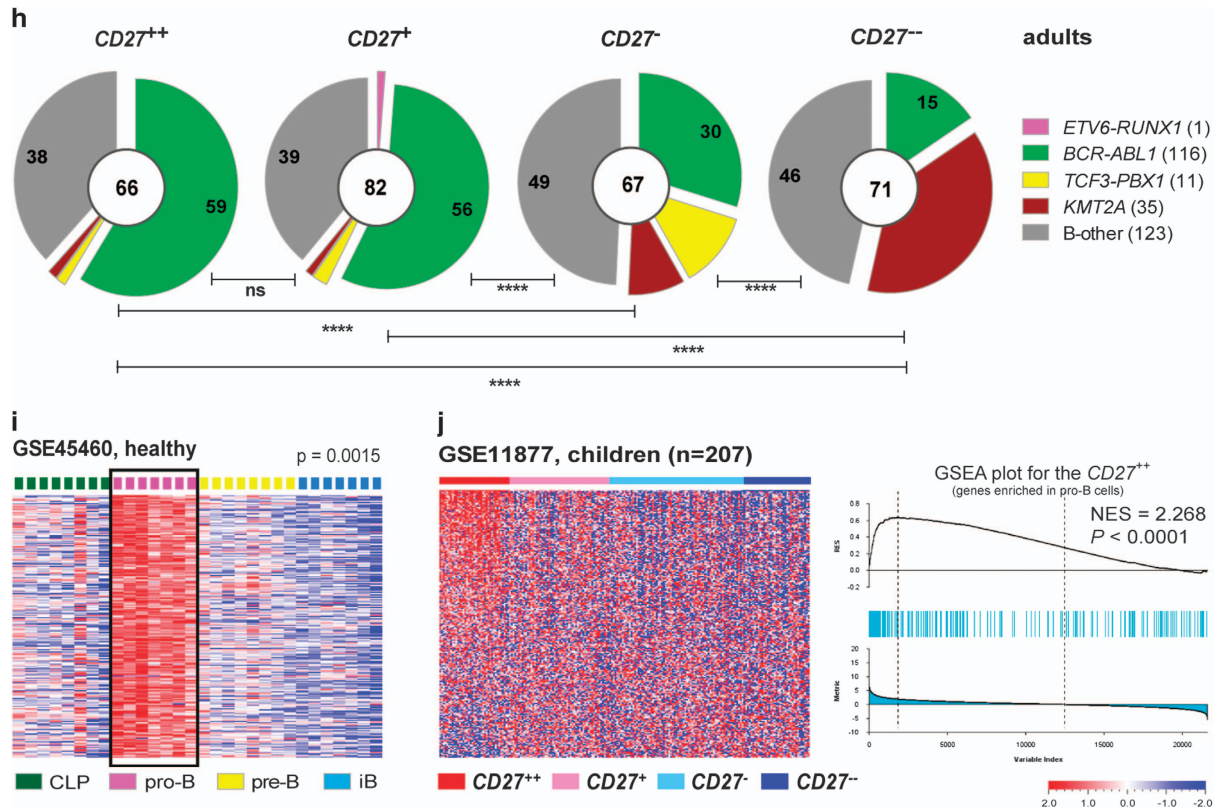 h
CD27++ CD27+ CD27- CD27-- adults
38 66 59
39 82 56
49 67 30
46 71 15
ETV6-RUNX1 (1)
BCR-ABL1 (116)
TCF3-PBX1 (11)
KMT2A (35)
B-other (123)
ns **** ****
****
****
****
i
GSE45460, healthy
p = 0.0015
CLP pro-B pre-B iB
j
GSE11877, children (n=207)
CD27++ CD27+ CD27- CD27--
GSEA plot for the CD27++
(genes enriched in pro-B cells)
NES = 2.268
P < 0.0001
RES
0.8
0.6
0.4
0.2
0.0
-0.2
Metric
20
15
10
5
0
-5
-10
0 5000 10000 15000 20000
Variable Index
2.0 1.0 0.0 -1.0 -2.0